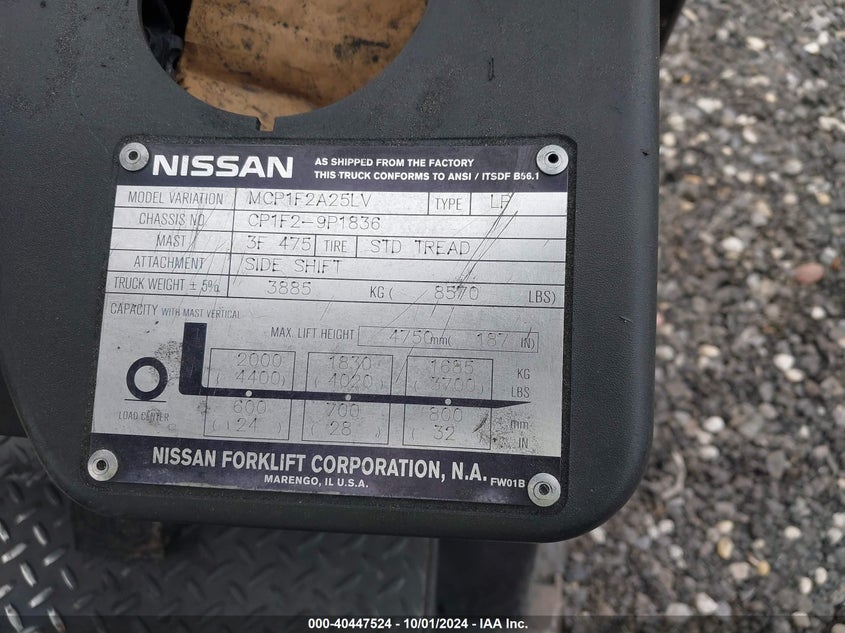 NISSAN AS SHIPPED FROM THE FACTORY
THIS TRUCK CONFORMS TO ANSI / ITSDF B56.1
MODEL VARIATION MCP1F2A25LV TYPE LP
CHASSIS NO CP1F2-9P1836
MAST 3F 475 TIRE STD TREAD
ATTACHMENT SIDE SHIFT
TRUCK WEIGHT ± 5% 3885 KG ( 8570 LBS)
CAPACITY WITH MAST VERTICAL
MAX. LIFT HEIGHT 4750 mm( 187 IN)
2000 1830 1685 KG
( 4400 ) ( 4020 ) ( 3700 ) LBS
LOAD CENTER 600 700 800 mm
( 24 ) ( 28 ) ( 32 ) IN
NISSAN FORKLIFT CORPORATION, N.A.
MARENGO, IL U.S.A. FW01B
000-40447524 - 10/01/2024 - IAA Inc.